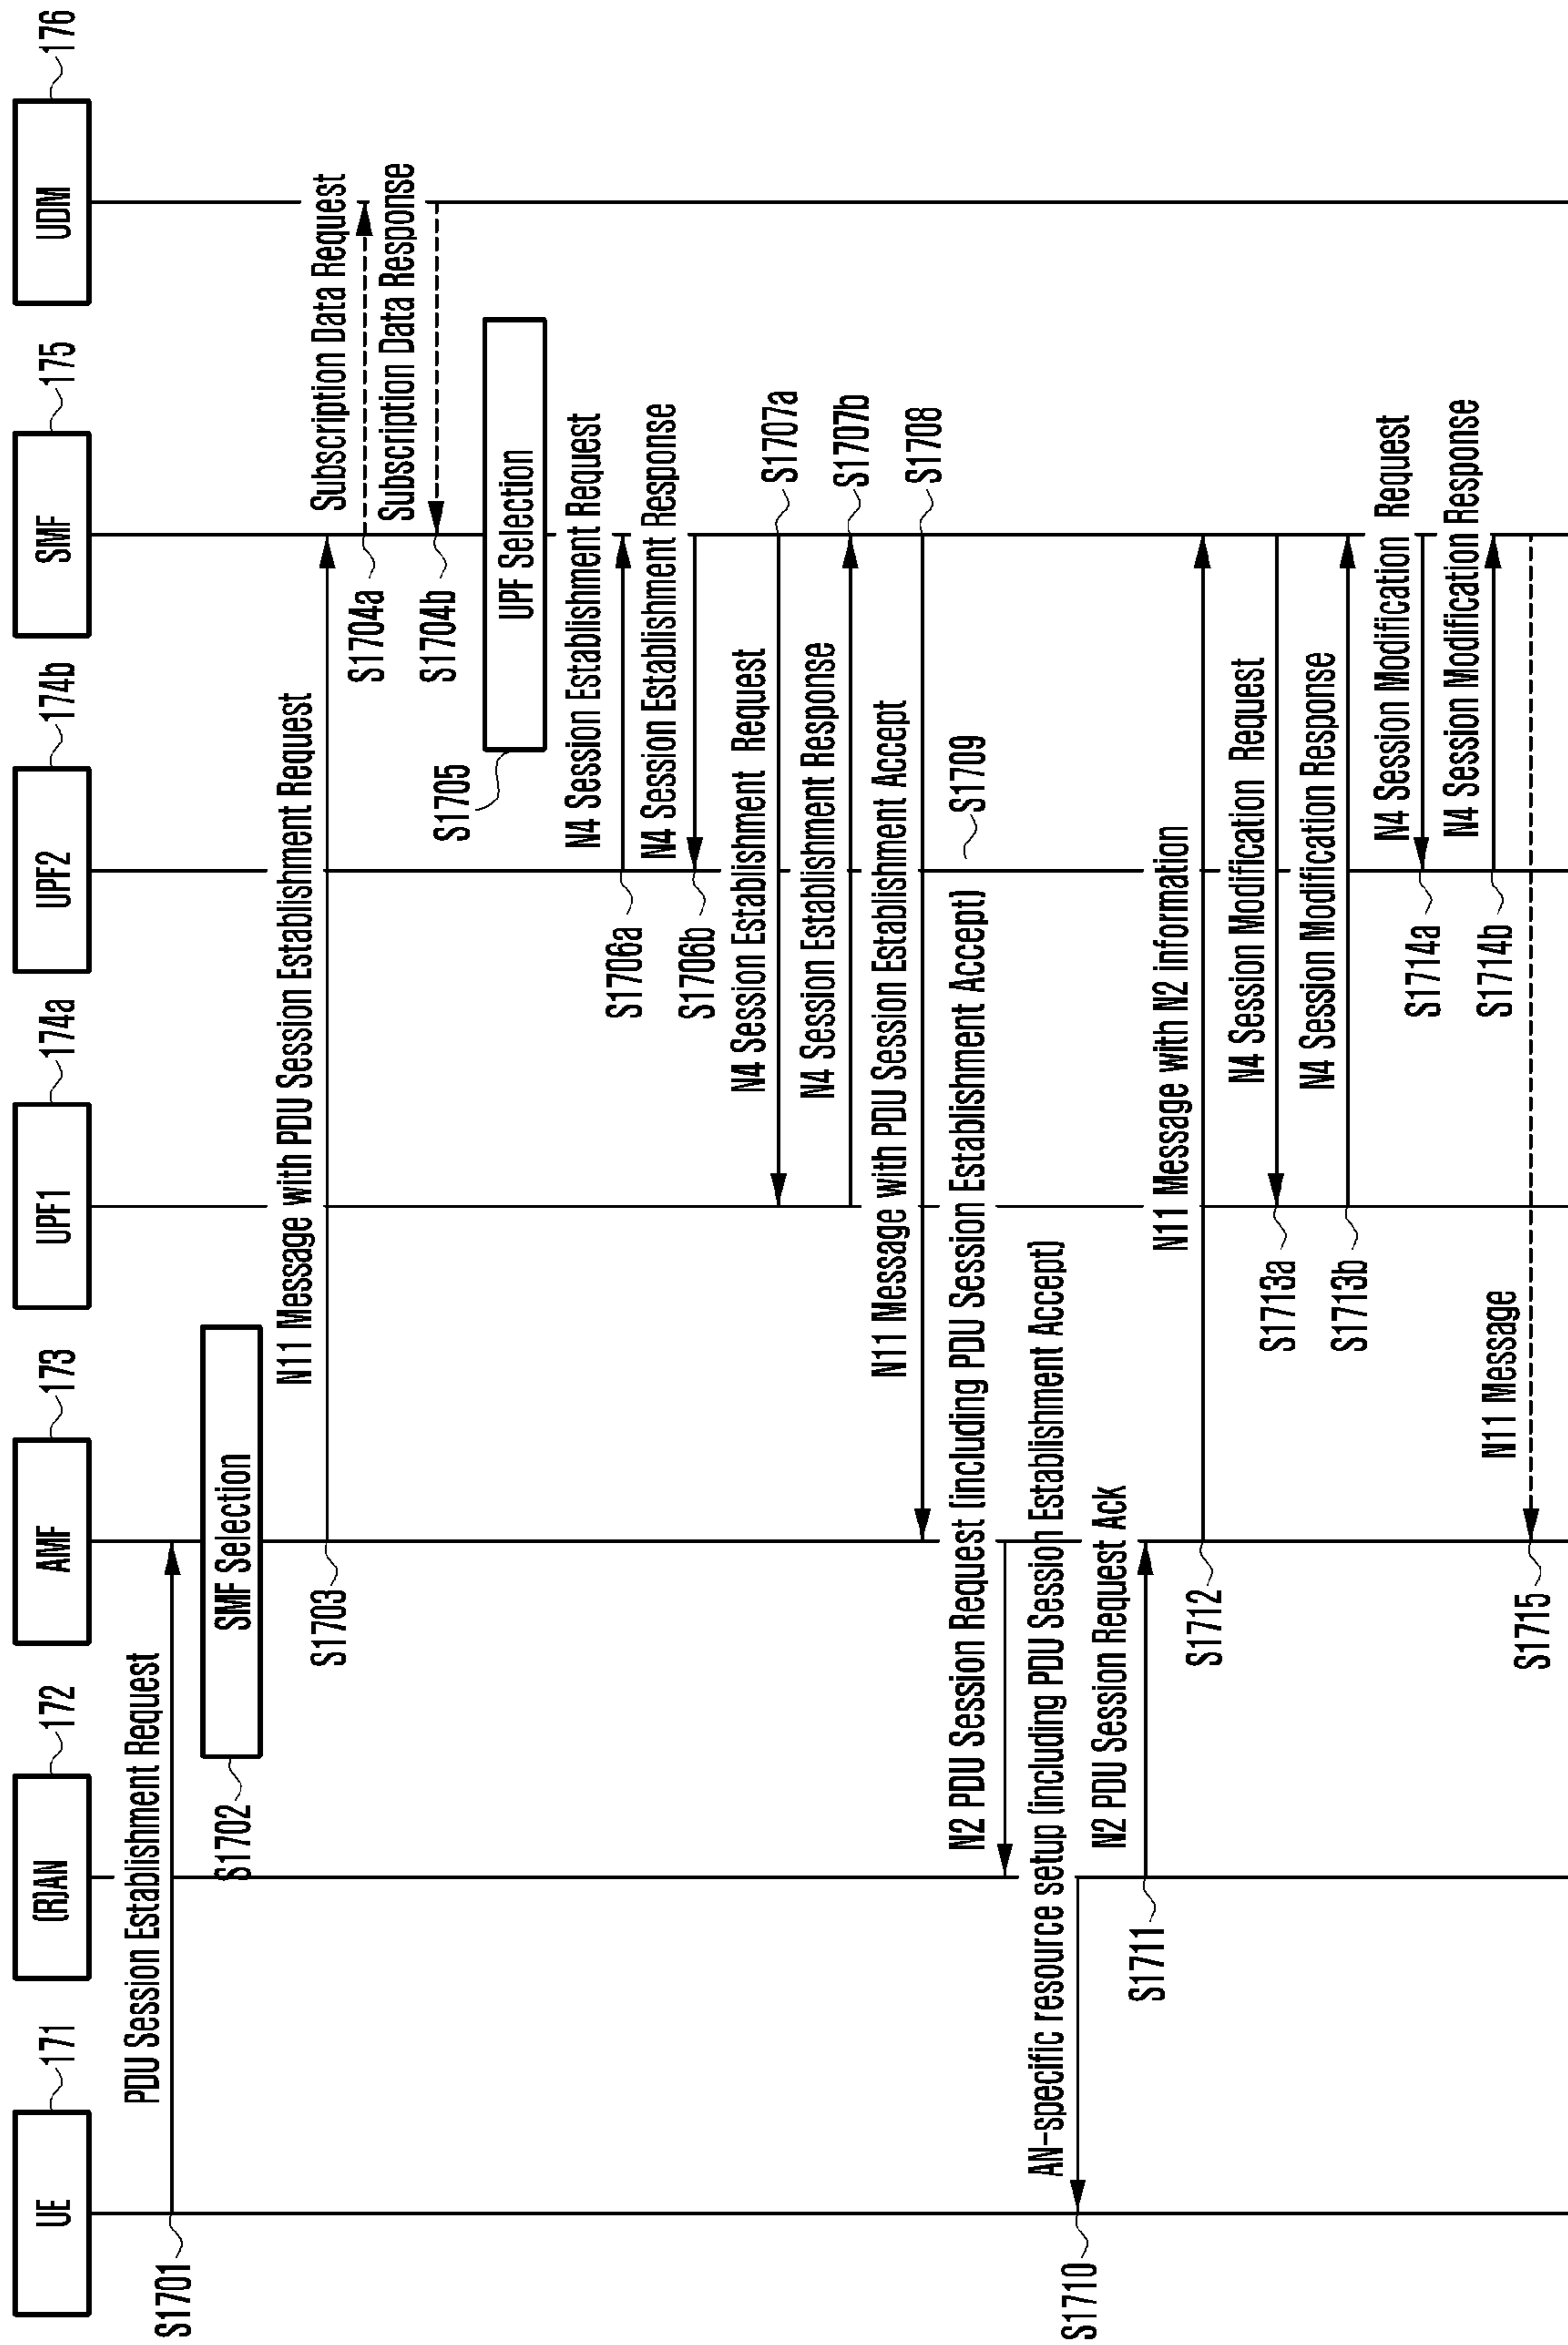 UE
171
(R)AN
172
AMF
173
UPF1
174a
UPF2
174b
SMF
175
UDM
176
PDU Session Establishment Request
S1701
SMF Selection
S1702
N11 Message with PDU Session Establishment Request
S1703
Subscription Data Request
S1704a
Subscription Data Response
S1704b
UPF Selection
S1705
N4 Session Establishment Request
S1706a
N4 Session Establishment Response
S1706b
N4 Session Establishment Request
S1707a
N4 Session Establishment Response
S1707b
N11 Message with PDU Session Establishment Accept
S1708
N2 PDU Session Request (including PDU Session Establishment Accept)
S1709
AN-specific resource setup (including PDU Session Establishment Accept)
S1710
N2 PDU Session Request Ack
S1711
N11 Message with N2 information
S1712
N4 Session Modification Request
S1713a
N4 Session Modification Response
S1713b
N4 Session Modification Request
S1714a
N4 Session Modification Response
S1714b
N11 Message
S1715